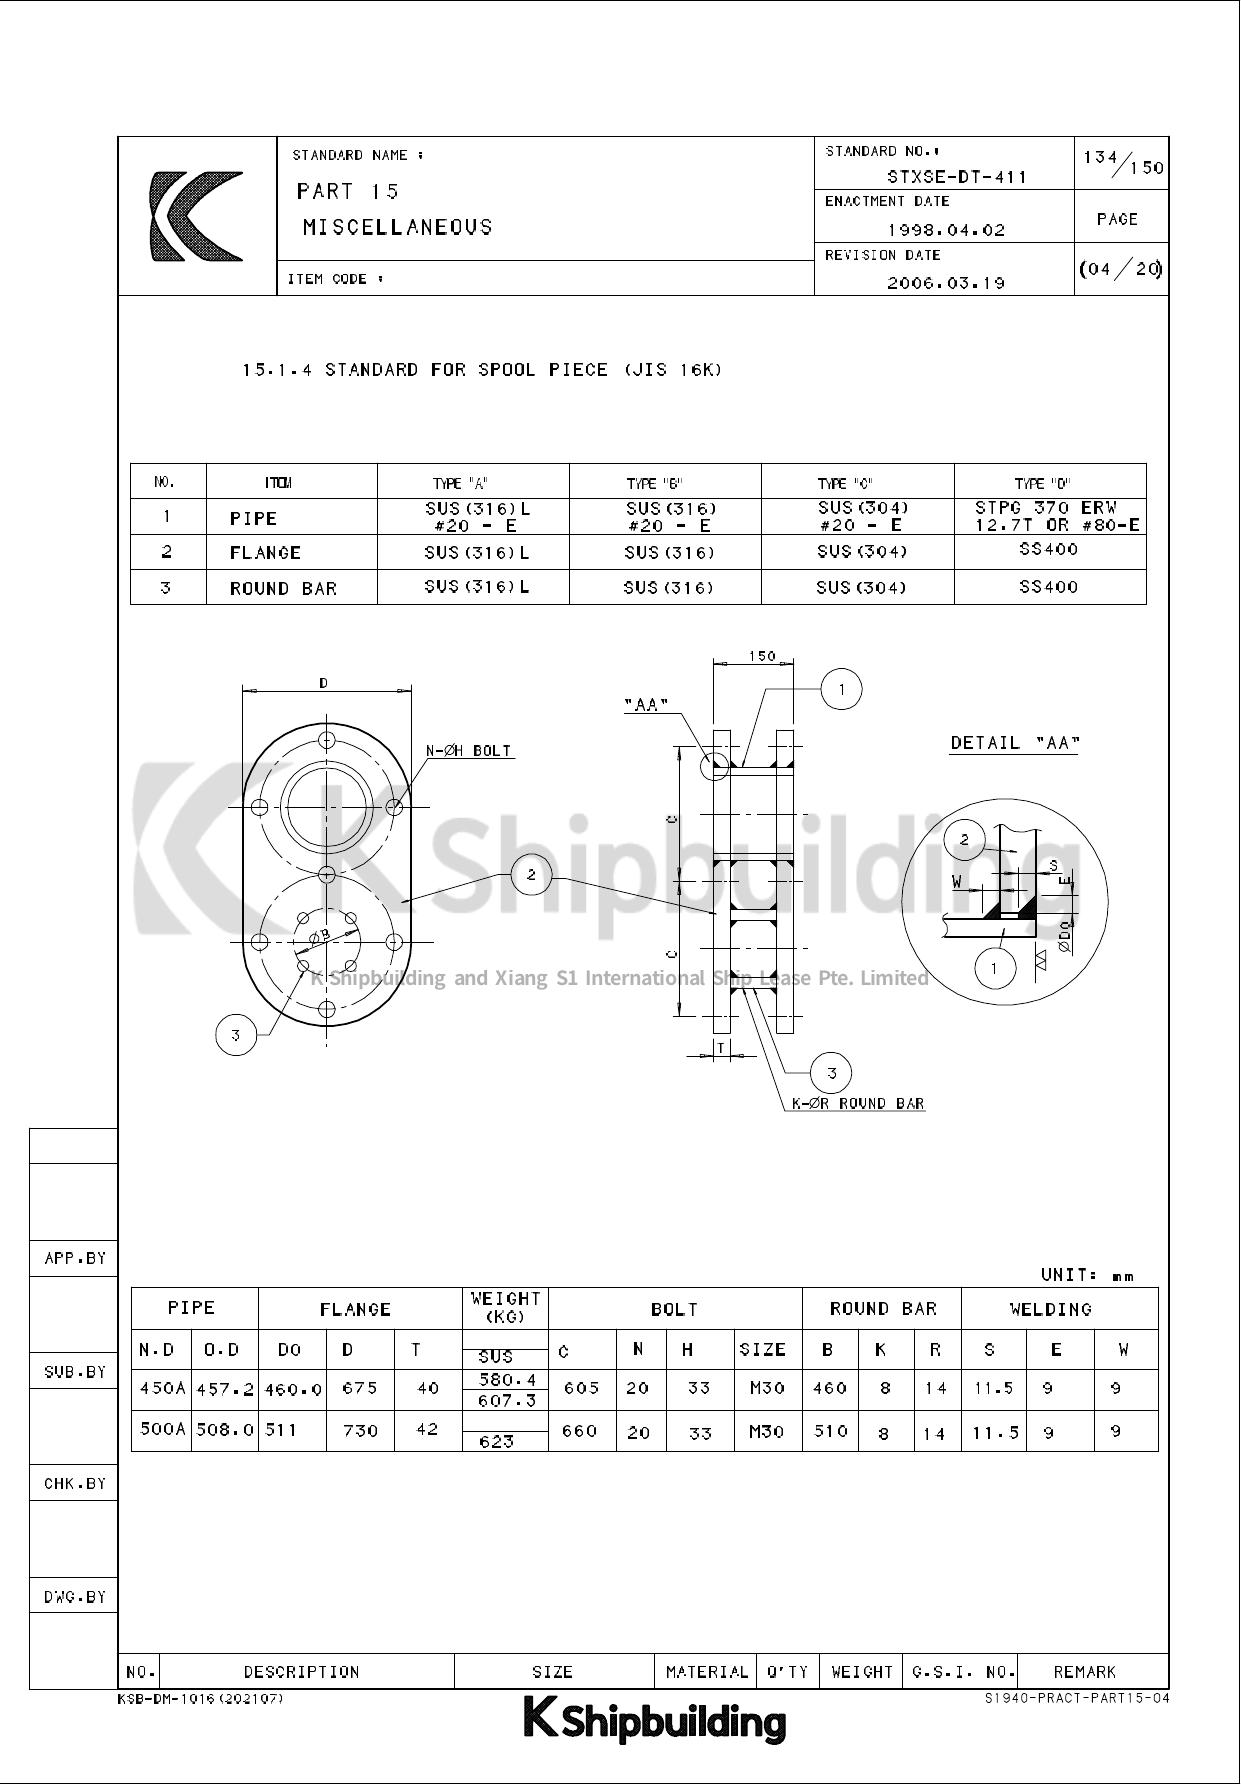 STANDARD NAME :
PART 15
MISCELLANEOUS
ITEM CODE :
STANDARD NO.:
STXSE-DT-411
134/150
ENACTMENT DATE
1998.04.02
PAGE
REVISION DATE
2006.03.19
(04/20)
15.1.4 STANDARD FOR SPOOL PIECE (JIS 16K)
NO. ITEM TYPE "A" TYPE "B" TYPE "C" TYPE "D"
1 PIPE SUS(316)L #20 - E SUS(316) #20 - E SUS(304) #20 - E STPG 370 ERW 12.7T OR #80-E
2 FLANGE SUS(316)L SUS(316) SUS(304) SS400
3 ROUND BAR SUS(316)L SUS(316) SUS(304) SS400
150
D
1
"AA"
N-ØH BOLT
DETAIL "AA"
C
2
S
W
E
2
K Shipbuilding
ØB
C
ØDO
1
K Shipbuilding and Xiang S1 International Ship Lease Pte. Limited
3
T
3
K-ØR ROUND BAR
APP.BY
SUB.BY
CHK.BY
DWG.BY
UNIT: mm
PIPE FLANGE WEIGHT (KG) BOLT ROUND BAR WELDING
N.D O.D DO D T SUS C N H SIZE B K R S E W
450A 457.2 460.0 675 40 580.4 607.3 605 20 33 M30 460 8 14 11.5 9 9
500A 508.0 511 730 42 623 660 20 33 M30 510 8 14 11.5 9 9
NO. DESCRIPTION SIZE MATERIAL Q'TY WEIGHT G.S.I. NO. REMARK
KSB-DM-1016(202107)
S1940-PRACT-PART15-04
K Shipbuilding